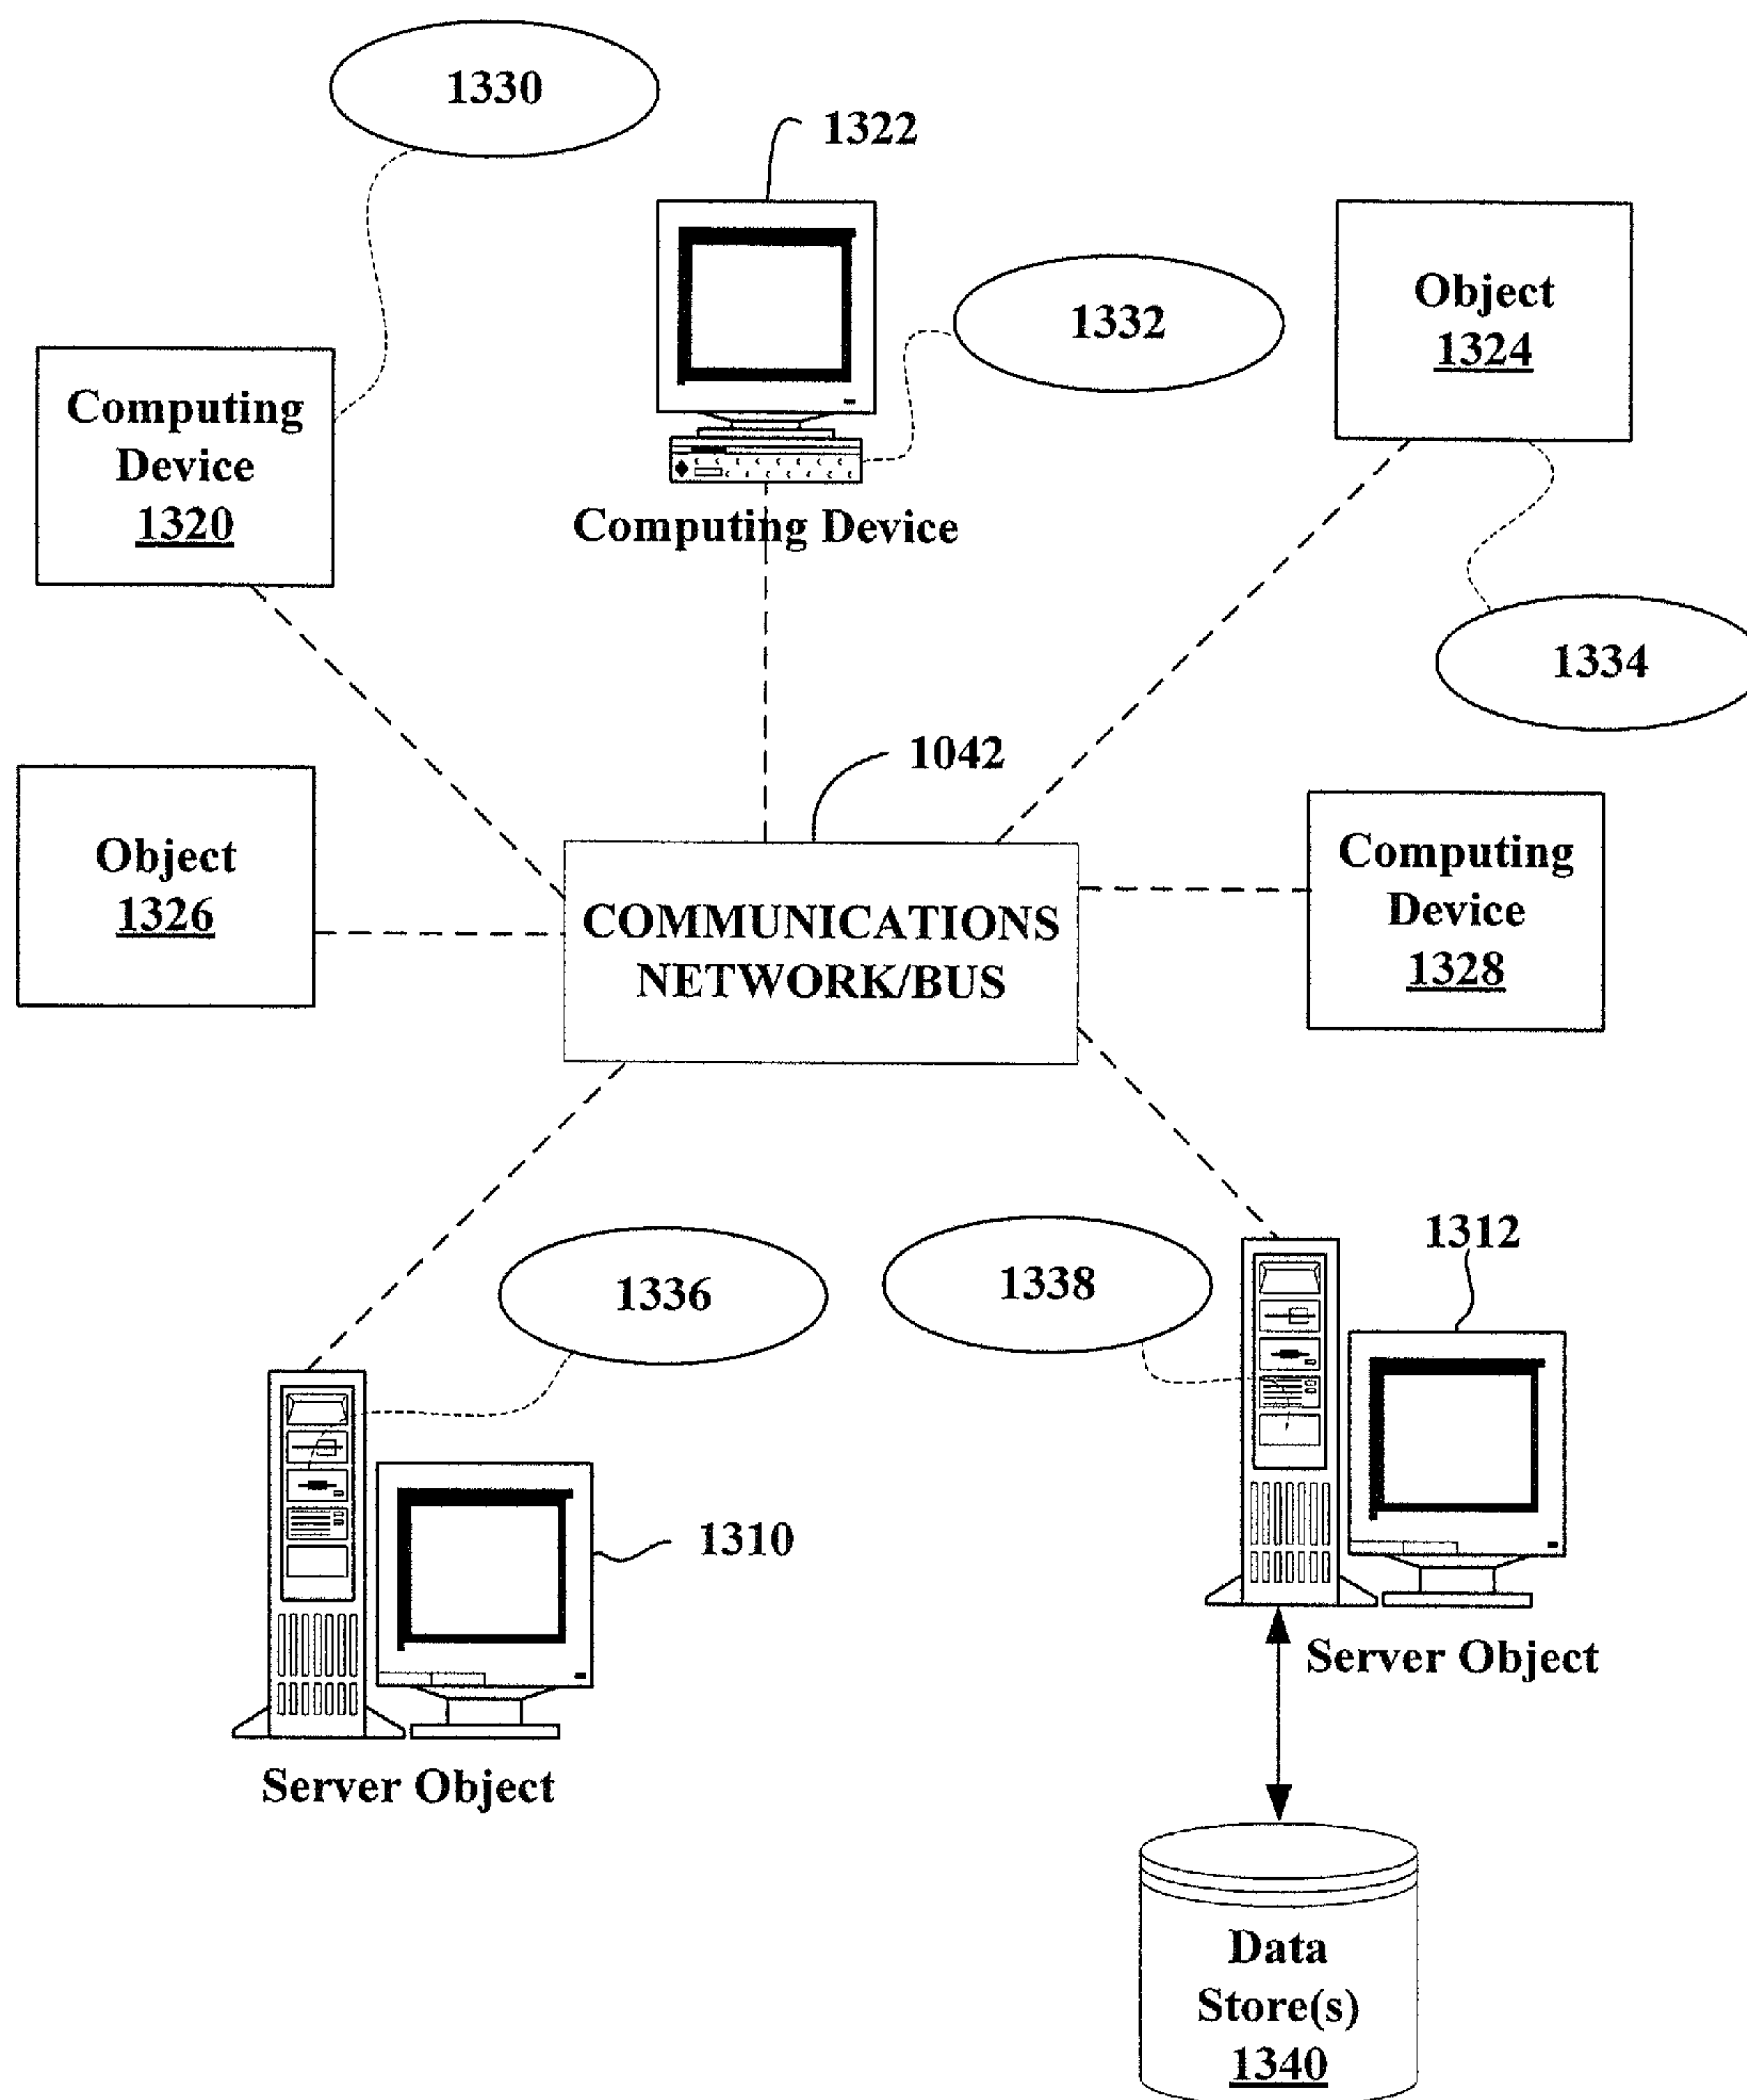 1330
1322
1332
Object
1324
Computing
Device
1320
Computing Device
1334
1042
Object
1326
COMMUNICATIONS
NETWORK/BUS
Computing
Device
1328
1336
1338
1312
1310
Server Object
Server Object
Data
Store(s)
1340